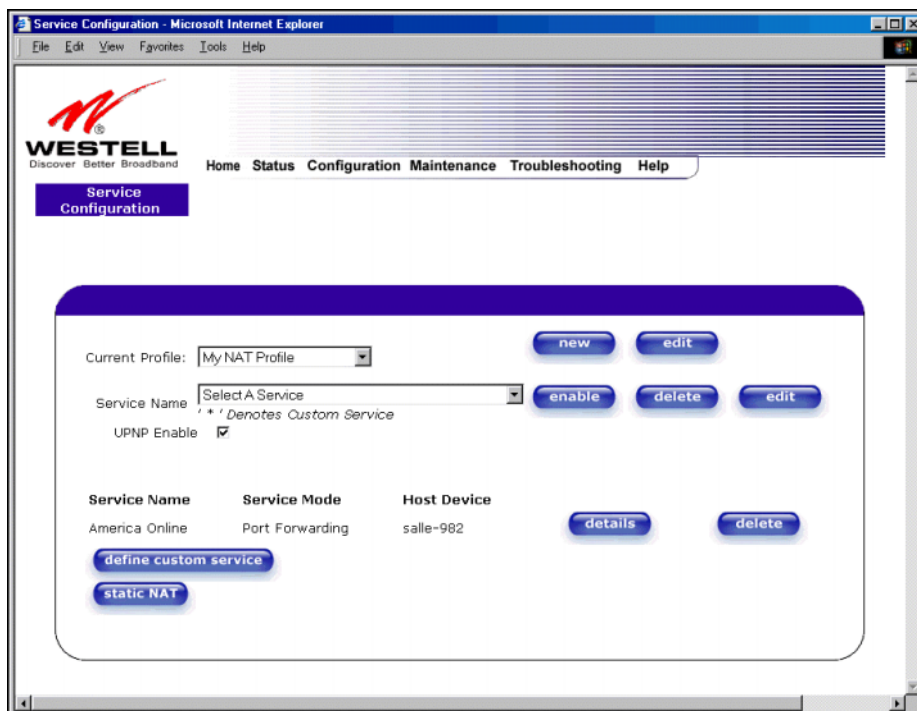 Service Configuration - Microsoft Internet Explorer
File Edit View Favorites Tools Help
WESTELL
Discover Better Broadband
Home Status Configuration Maintenance Troubleshooting Help
Service
Configuration
Current Profile: My NAT Profile new edit
Service Name Select A Service enable delete edit
' * ' Denotes Custom Service
UPNP Enable
Service Name Service Mode Host Device
America Online Port Forwarding salle-982 details delete
define custom service
static NAT